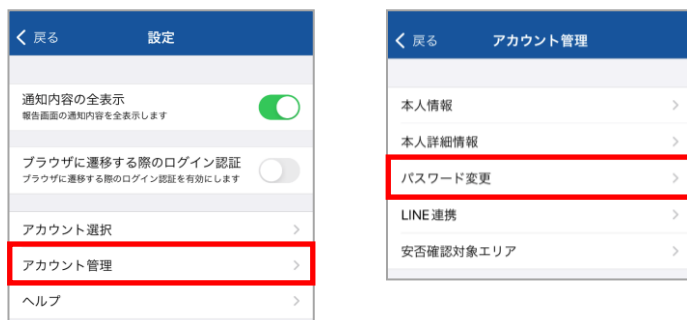 戻る
設定
通知内容の全表示
報告画面の通知内容を全表示します
ブラウザに遷移する際のログイン認証
ブラウザに遷移する際のログイン認証を有効にします
アカウント選択
アカウント管理
ヘルプ
戻る
アカウント管理
本人情報
本人詳細情報
パスワード変更
LINE連携
安否確認対象エリア